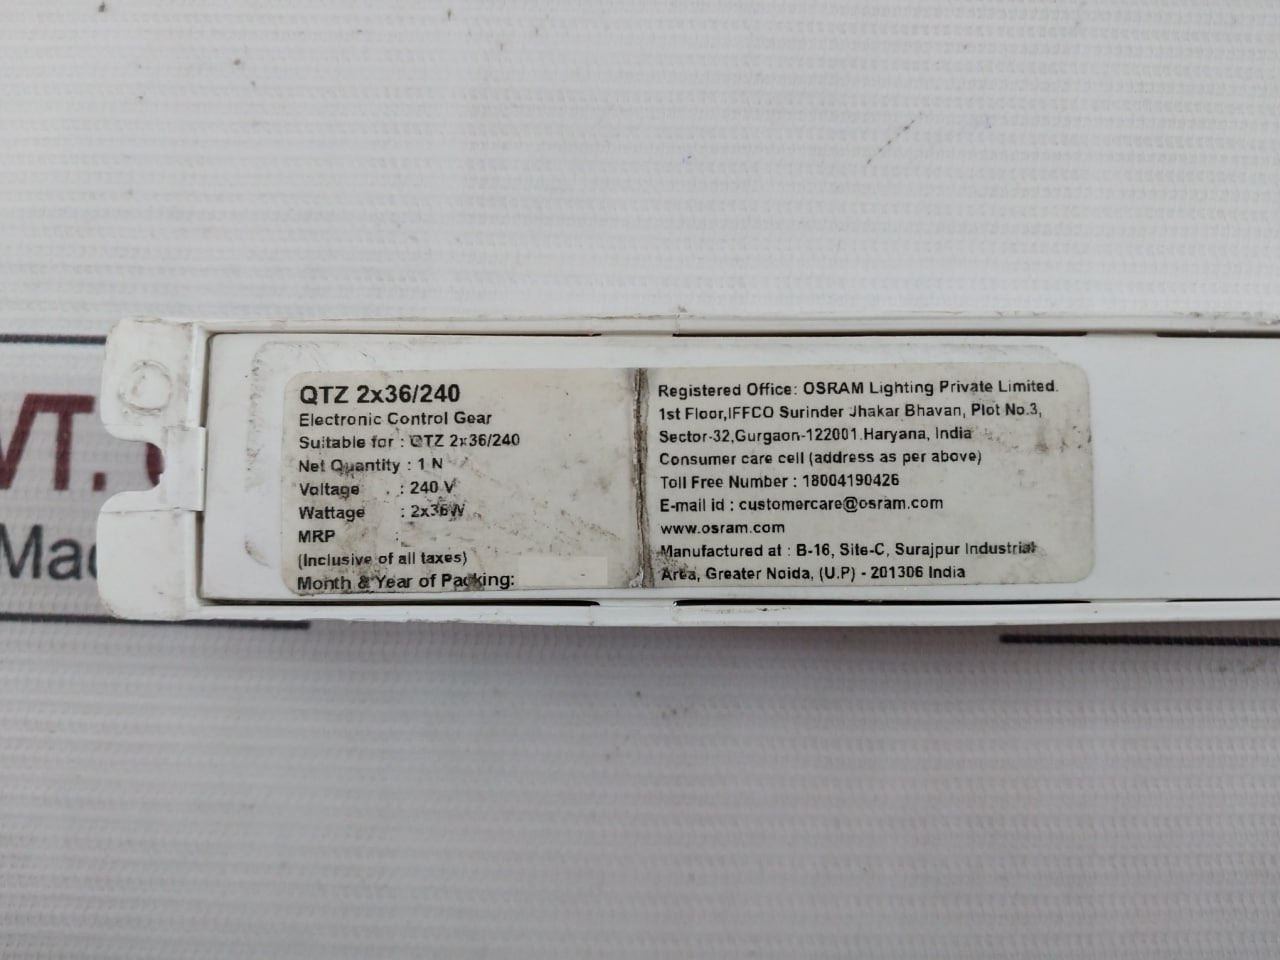 QTZ 2x36/240
Electronic Control Gear
Suitable for : QTZ 2x36/240
Net Quantity : 1 N
Voltage : 240 V
Wattage : 2x36W
MRP :
(Inclusive of all taxes)
Month & Year of Packing:
Registered Office: OSRAM Lighting Private Limited.
1st Floor,IFFCO Surinder Jhakar Bhavan, Plot No.3,
Sector-32,Gurgaon-122001.Haryana, India
Consumer care cell (address as per above)
Toll Free Number : 18004190426
E-mail id : customercare@osram.com
www.osram.com
Manufactured at : B-16, Site-C, Surajpur Industrial
Area, Greater Noida, (U.P) - 201306 India
VT.